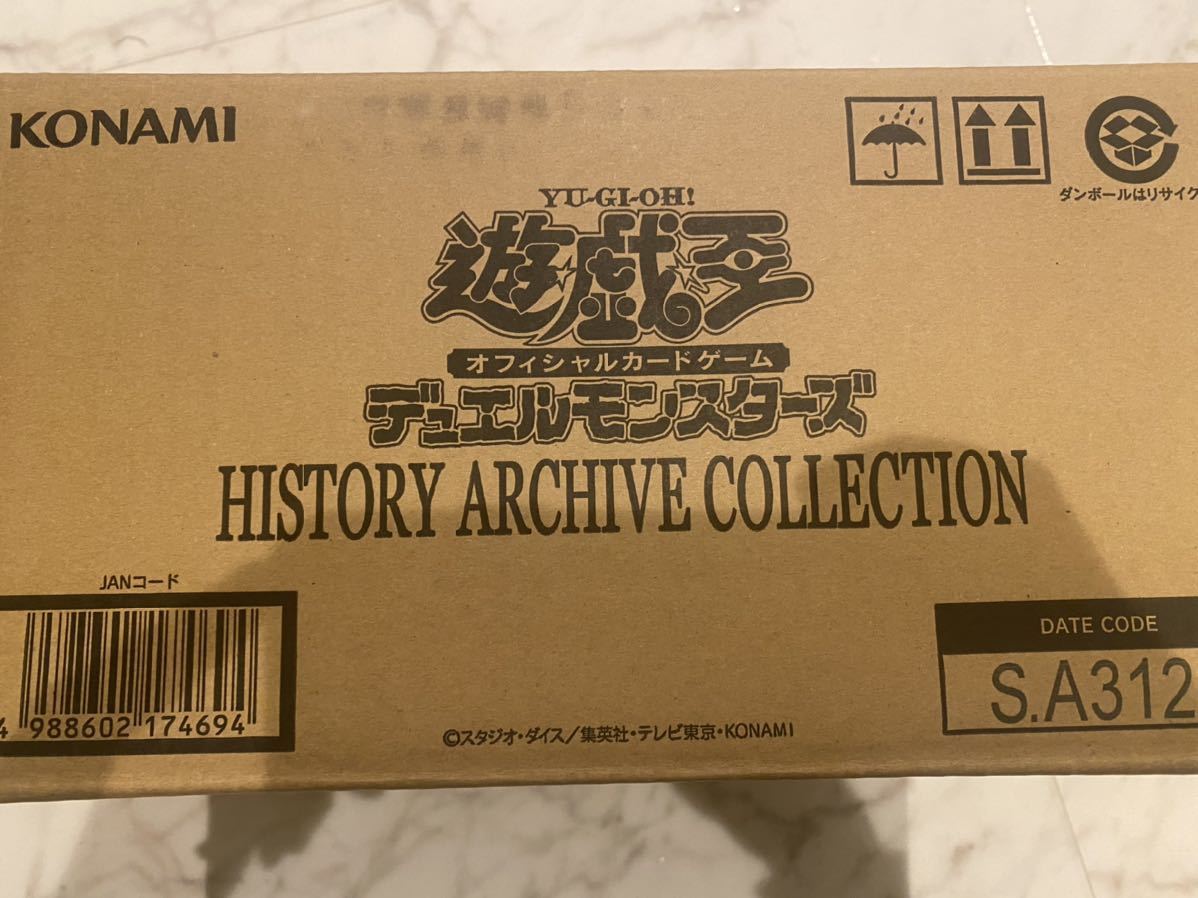 KONAMI
ダンボールはリサイク
YU-GI-OH!
遊戯王
オフィシャルカードゲーム
デュエルモンスターズ
HISTORY ARCHIVE COLLECTION
JANコード
4 988602 174694
DATE CODE
S.A312
©スタジオ・ダイス/集英社・テレビ東京・KONAMI